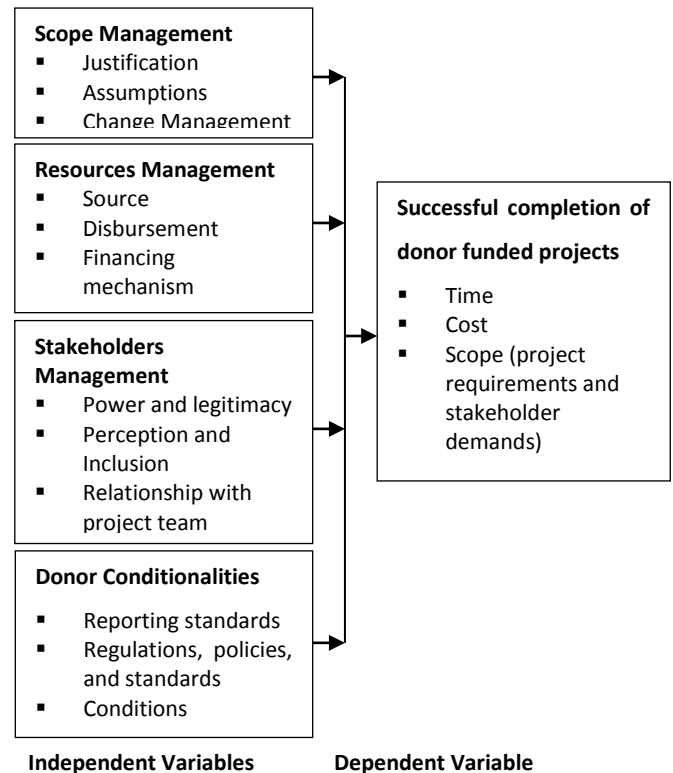 Scope Management
▪ Justification
▪ Assumptions
▪ Change Management
Resources Management
▪ Source
▪ Disbursement
▪ Financing
mechanism
Stakeholders
Management
▪ Power and legitimacy
▪ Perception and
Inclusion
▪ Relationship with
project team
Donor Conditionalities
▪ Reporting standards
▪ Regulations, policies,
and standards
▪ Conditions
Successful completion of
donor funded projects
▪ Time
▪ Cost
▪ Scope (project
requirements and
stakeholder
demands)
Independent Variables
Dependent Variable